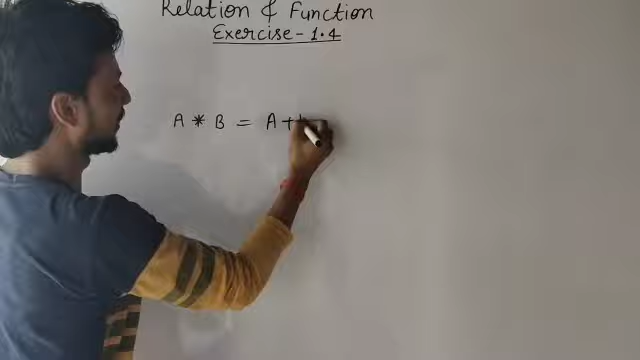 Relation & Function
Exercise - 1.4
A * B = A +